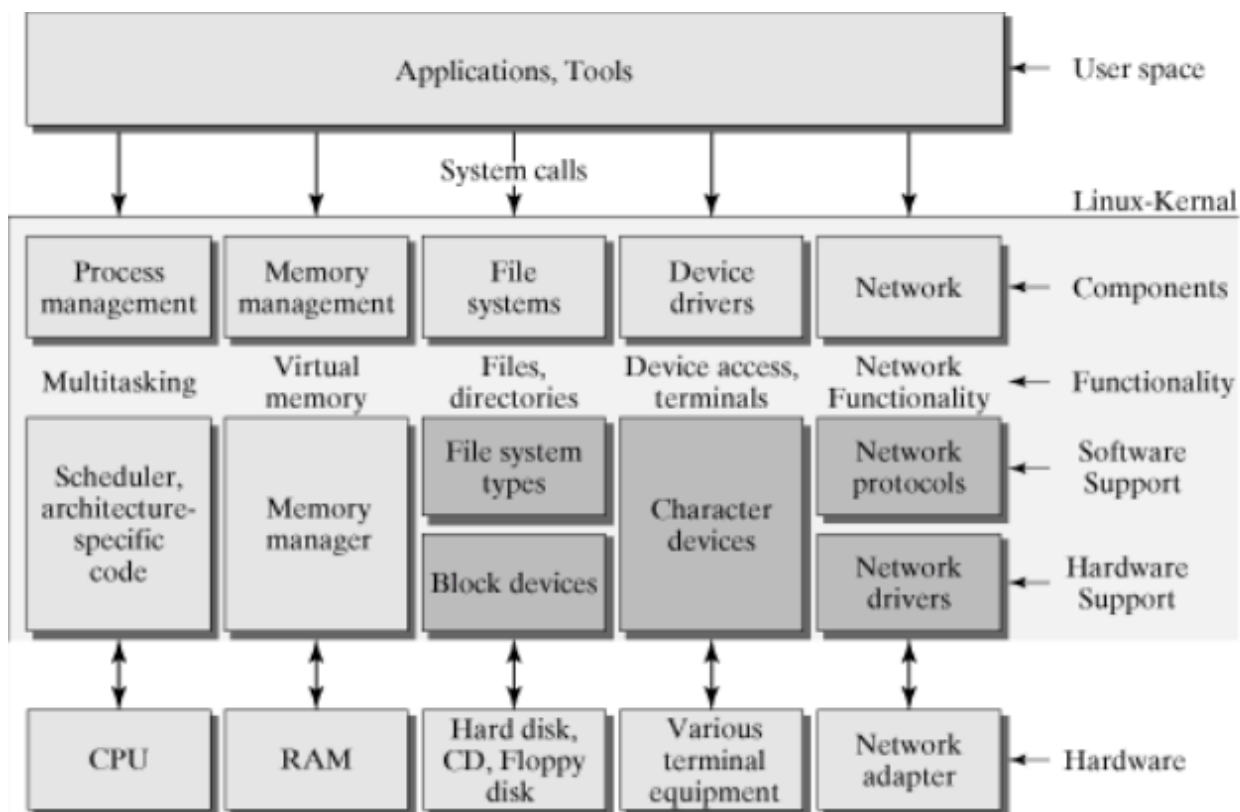 Applications, Tools
User space
System calls
Linux-Kernal
Process
management
Memory
management
File
systems
Device
drivers
Network
Components
Multitasking
Virtual
memory
Files,
directories
Device access,
terminals
Network
Functionality
Functionality
Scheduler,
architecture-
specific
code
Memory
manager
File system
types
Block devices
Character
devices
Network
protocols
Network
drivers
Software
Support
Hardware
Support
CPU
RAM
Hard disk,
CD, Floppy
disk
Various
terminal
equipment
Network
adapter
Hardware